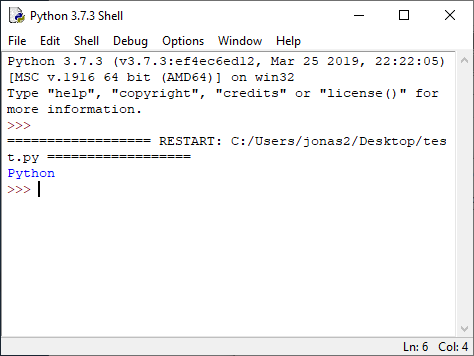 Python 3.7.3 Shell
File Edit Shell Debug Options Window Help
Python 3.7.3 (v3.7.3:ef4ec6ed12, Mar 25 2019, 22:22:05)
[MSC v.1916 64 bit (AMD64)] on win32
Type "help", "copyright", "credits" or "license()" for
more information.
>>>
================== RESTART: C:/Users/jonas2/Desktop/tes
t.py ==================
Python
>>>
Ln: 6 Col: 4